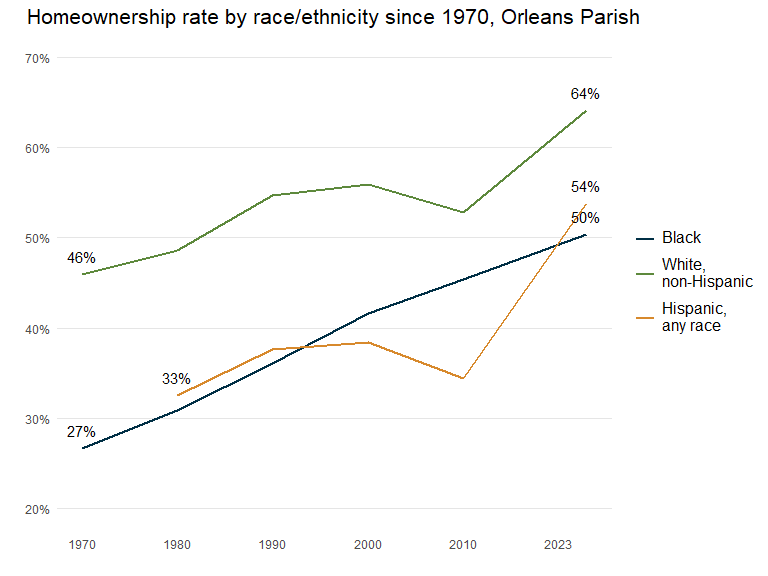 Homeownership rate by race/ethnicity since 1970, Orleans Parish
70%
64%
60%
54%
50%
50%
46%
40%
33%
30%
27%
20%
1970 1980 1990 2000 2010 2023
Black
White,
non-Hispanic
Hispanic,
any race